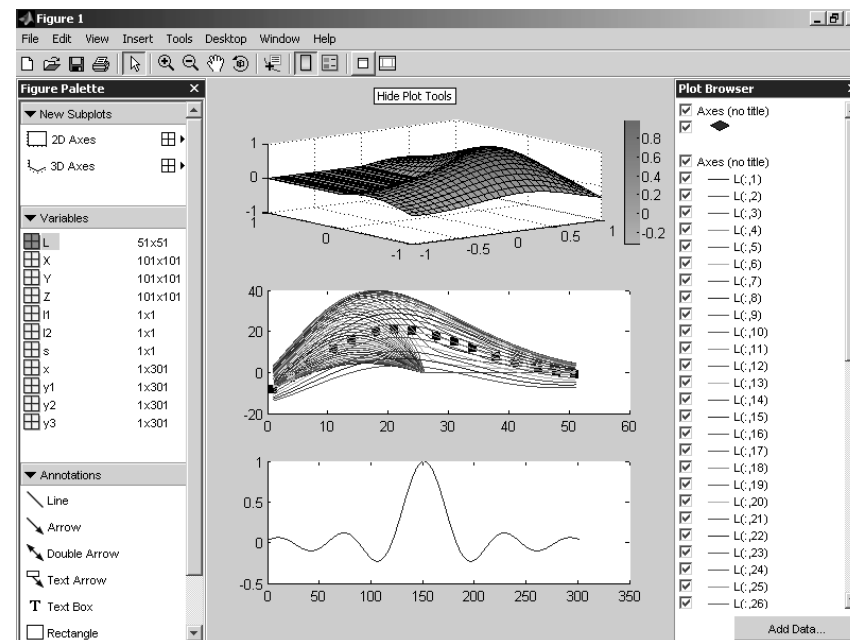 Figure 1
File Edit View Insert Tools Desktop Window Help
Hide Plot Tools
Figure Palette
New Subplots
2D Axes
3D Axes
Variables
L 51x51
X 101x101
Y 101x101
Z 101x101
l1 1x1
l2 1x1
s 1x1
x 1x301
y1 1x301
y2 1x301
y3 1x301
Annotations
Line
Arrow
Double Arrow
Text Arrow
T Text Box
Rectangle
1
0
-1
1
0
-1
-1
-0.5
0
0.5
1
0.8
0.6
0.4
0.2
0
-0.2
40
20
0
-20
0 10 20 30 40 50 60
1
0.5
0
-0.5
0 50 100 150 200 250 300 350
Plot Browser
Axes (no title)
Axes (no title)
L(:,1)
L(:,2)
L(:,3)
L(:,4)
L(:,5)
L(:,6)
L(:,7)
L(:,8)
L(:,9)
L(:,10)
L(:,11)
L(:,12)
L(:,13)
L(:,14)
L(:,15)
L(:,16)
L(:,17)
L(:,18)
L(:,19)
L(:,20)
L(:,21)
L(:,22)
L(:,23)
L(:,24)
L(:,25)
L(:,26)
Add Data...